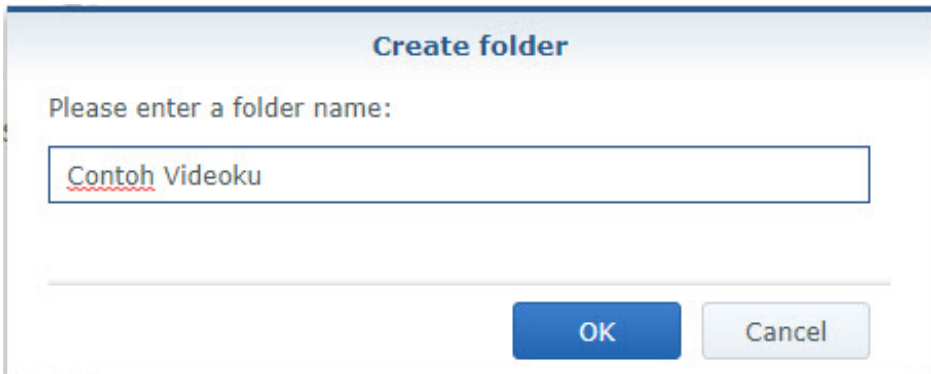 Create folder
Please enter a folder name:
Contoh Videoku
OK
Cancel